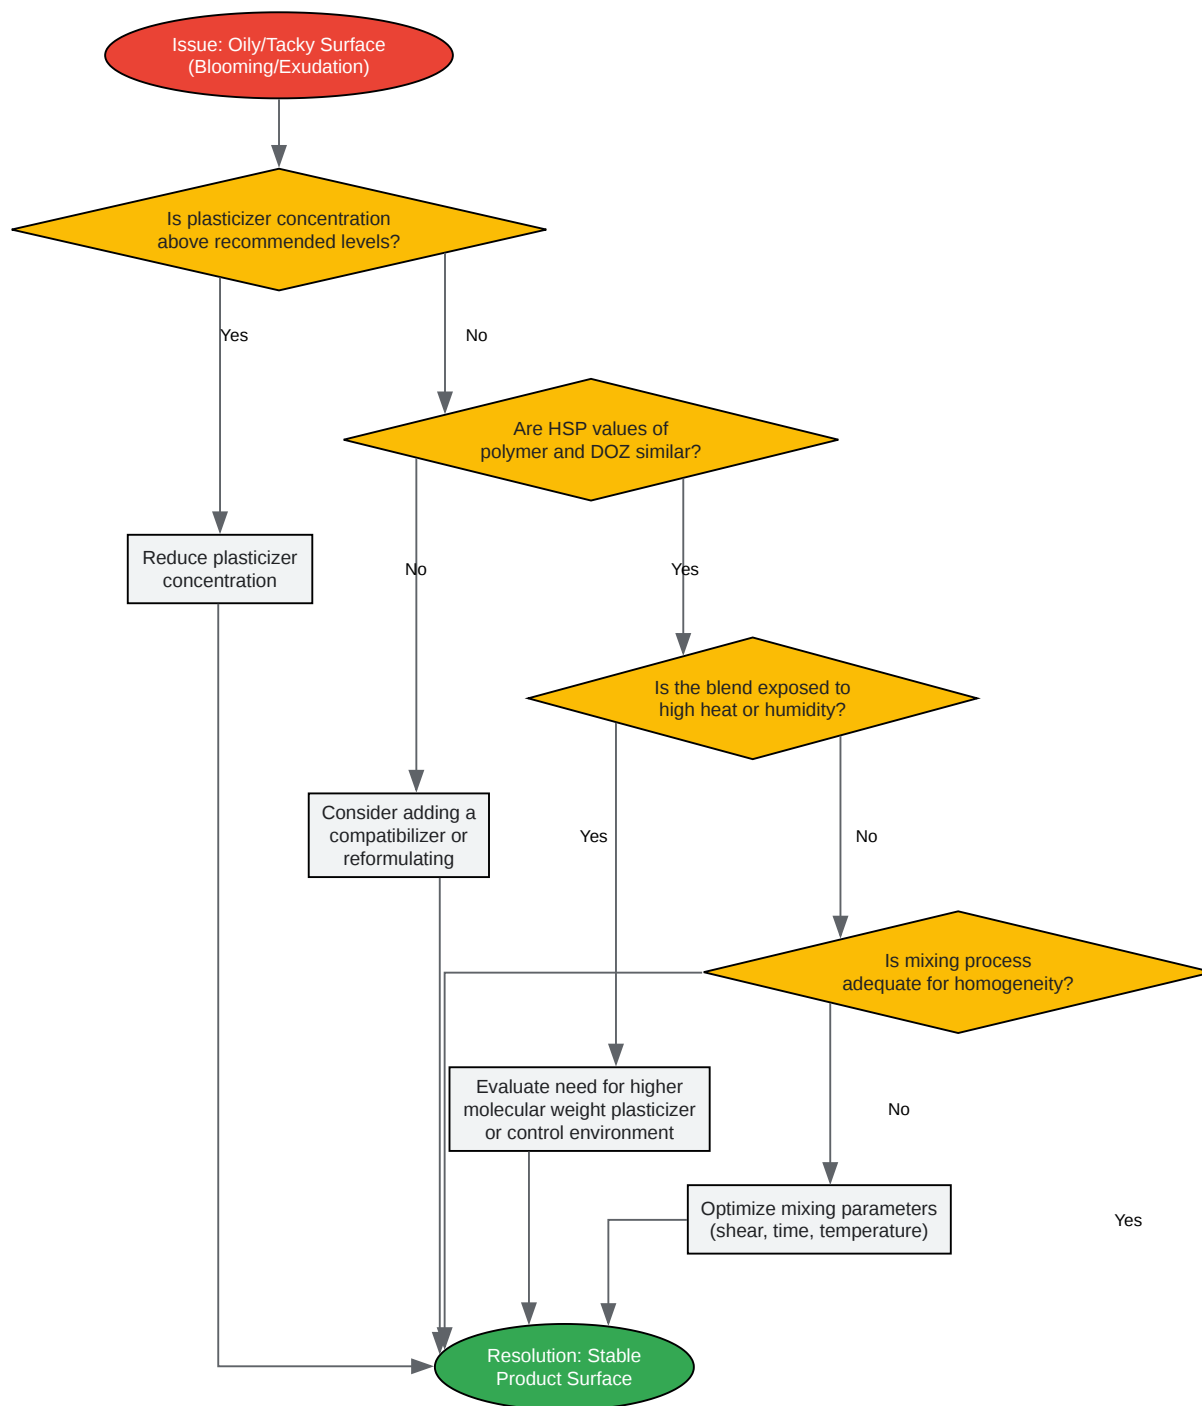 Issue: Oily/Tacky Surface
(Blooming/Exudation)
Is plasticizer concentration
above recommended levels?
Yes
No
Are HSP values of
polymer and DOZ similar?
Reduce plasticizer
concentration
No
Yes
Is the blend exposed to
high heat or humidity?
Consider adding a
compatibilizer or
reformulating
Yes
No
Is mixing process
adequate for homogeneity?
Evaluate need for higher
molecular weight plasticizer
or control environment
No
Optimize mixing parameters
(shear, time, temperature)
Yes
Resolution: Stable
Product Surface